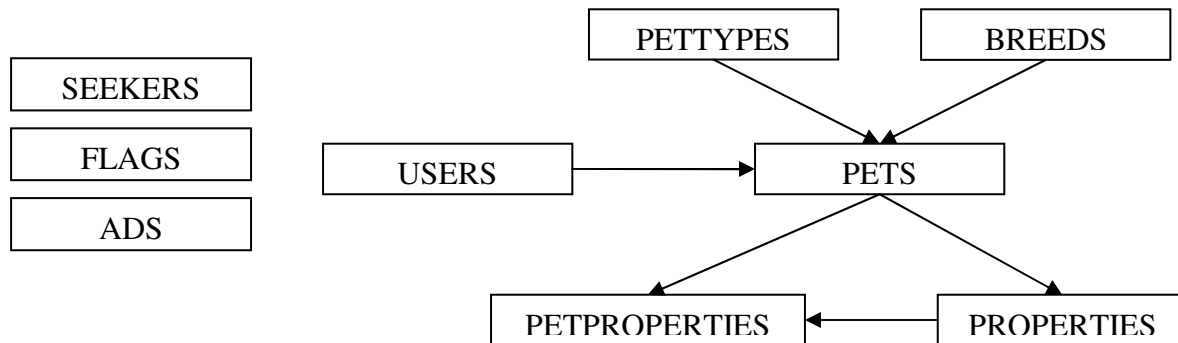 PETTYPES
BREEDS
SEEKERS
FLAGS
USERS
PETS
ADS
PETPROPERTIES
PROPERTIES